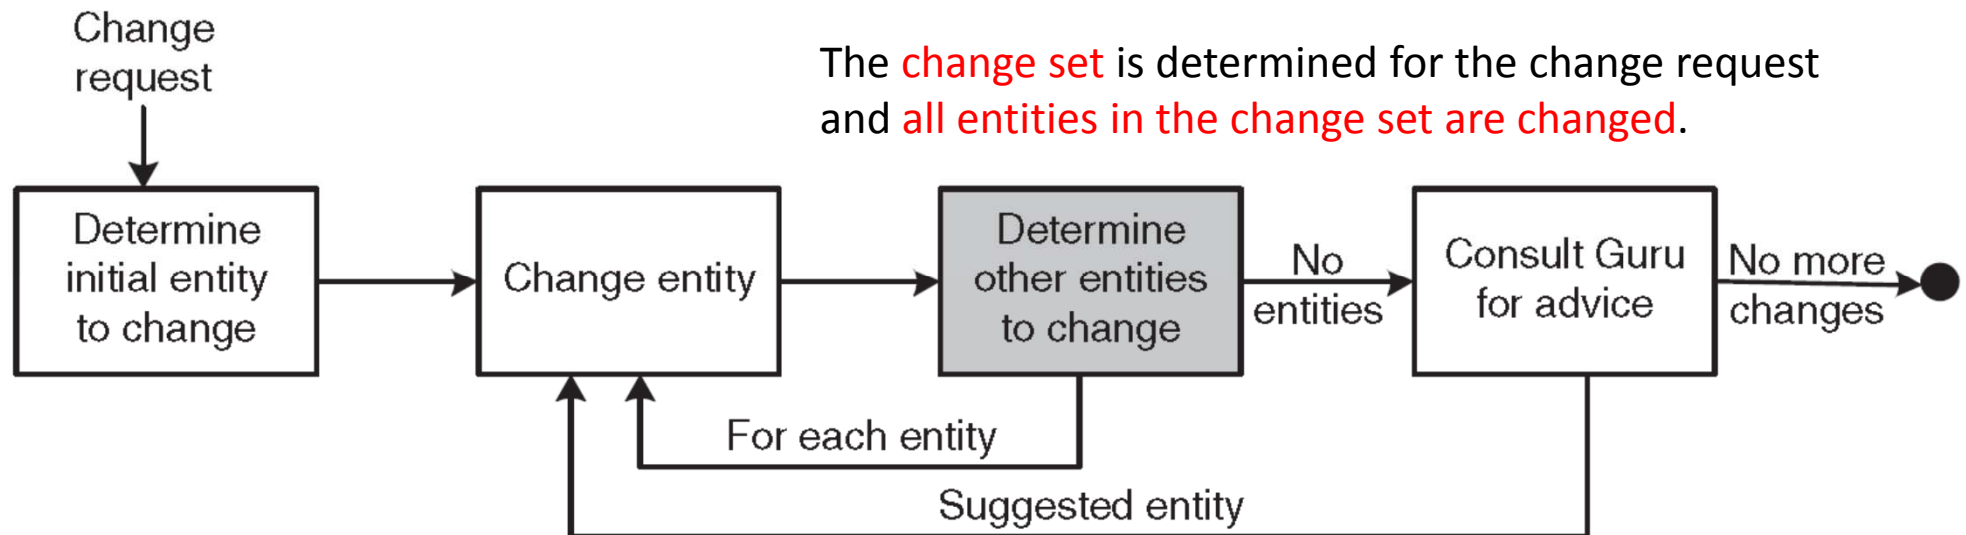 Change
request
The change set is determined for the change request
and all entities in the change set are changed.
Determine
initial entity
to change
Change entity
Determine
other entities
to change
No
entities
Consult Guru
for advice
No more
changes
For each entity
Suggested entity